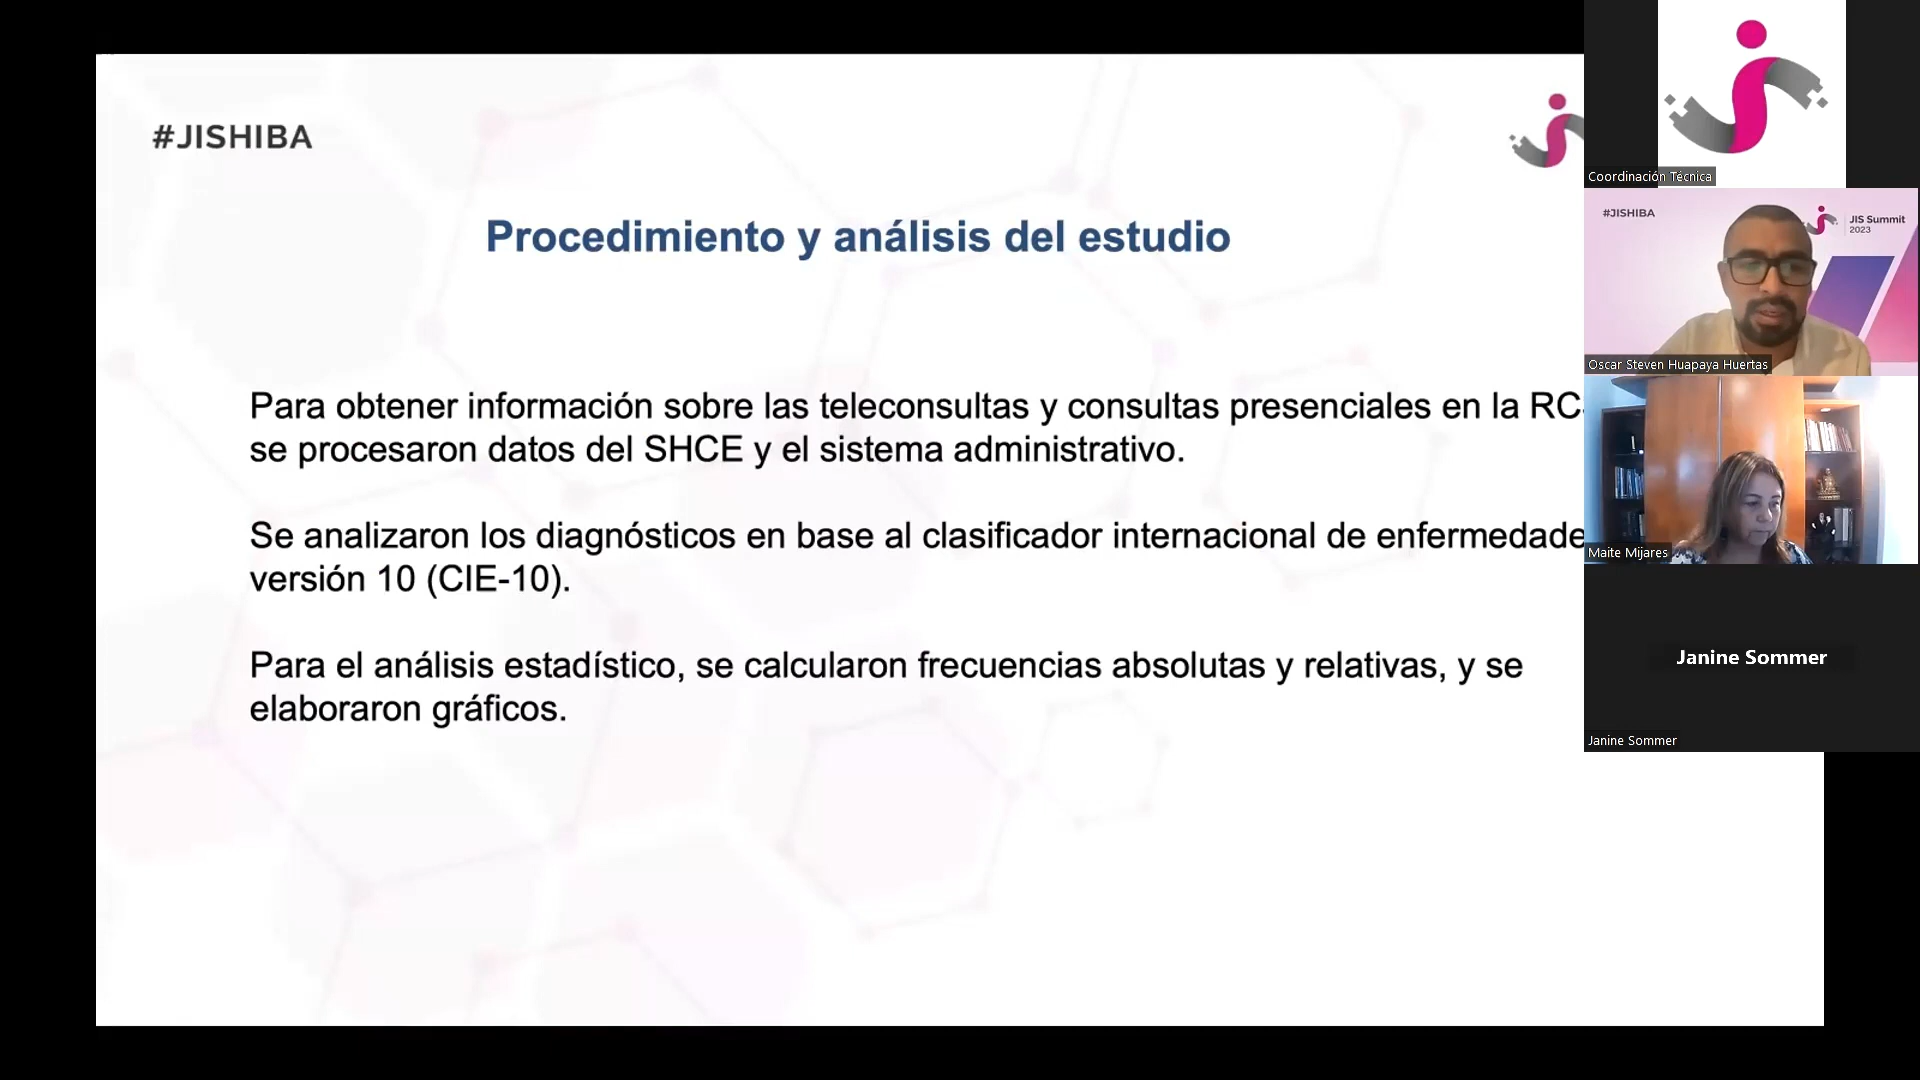 #JISHIBA
Procedimiento y análisis del estudio
Para obtener información sobre las teleconsultas y consultas presenciales en la
se procesaron datos del SHCE y el sistema administrativo.
Se analizaron los diagnósticos en base al clasificador internacional de enfermedade
versión 10 (CIE-10).
Para el análisis estadístico, se calcularon frecuencias absolutas y relativas, y se
elaboraron gráficos.
Coordinación Técnica
#JISHIBA
JIS Summit
2023
Oscar Steven Huapaya Huertas
Maite Mijares
Janine Sommer
Janine Sommer